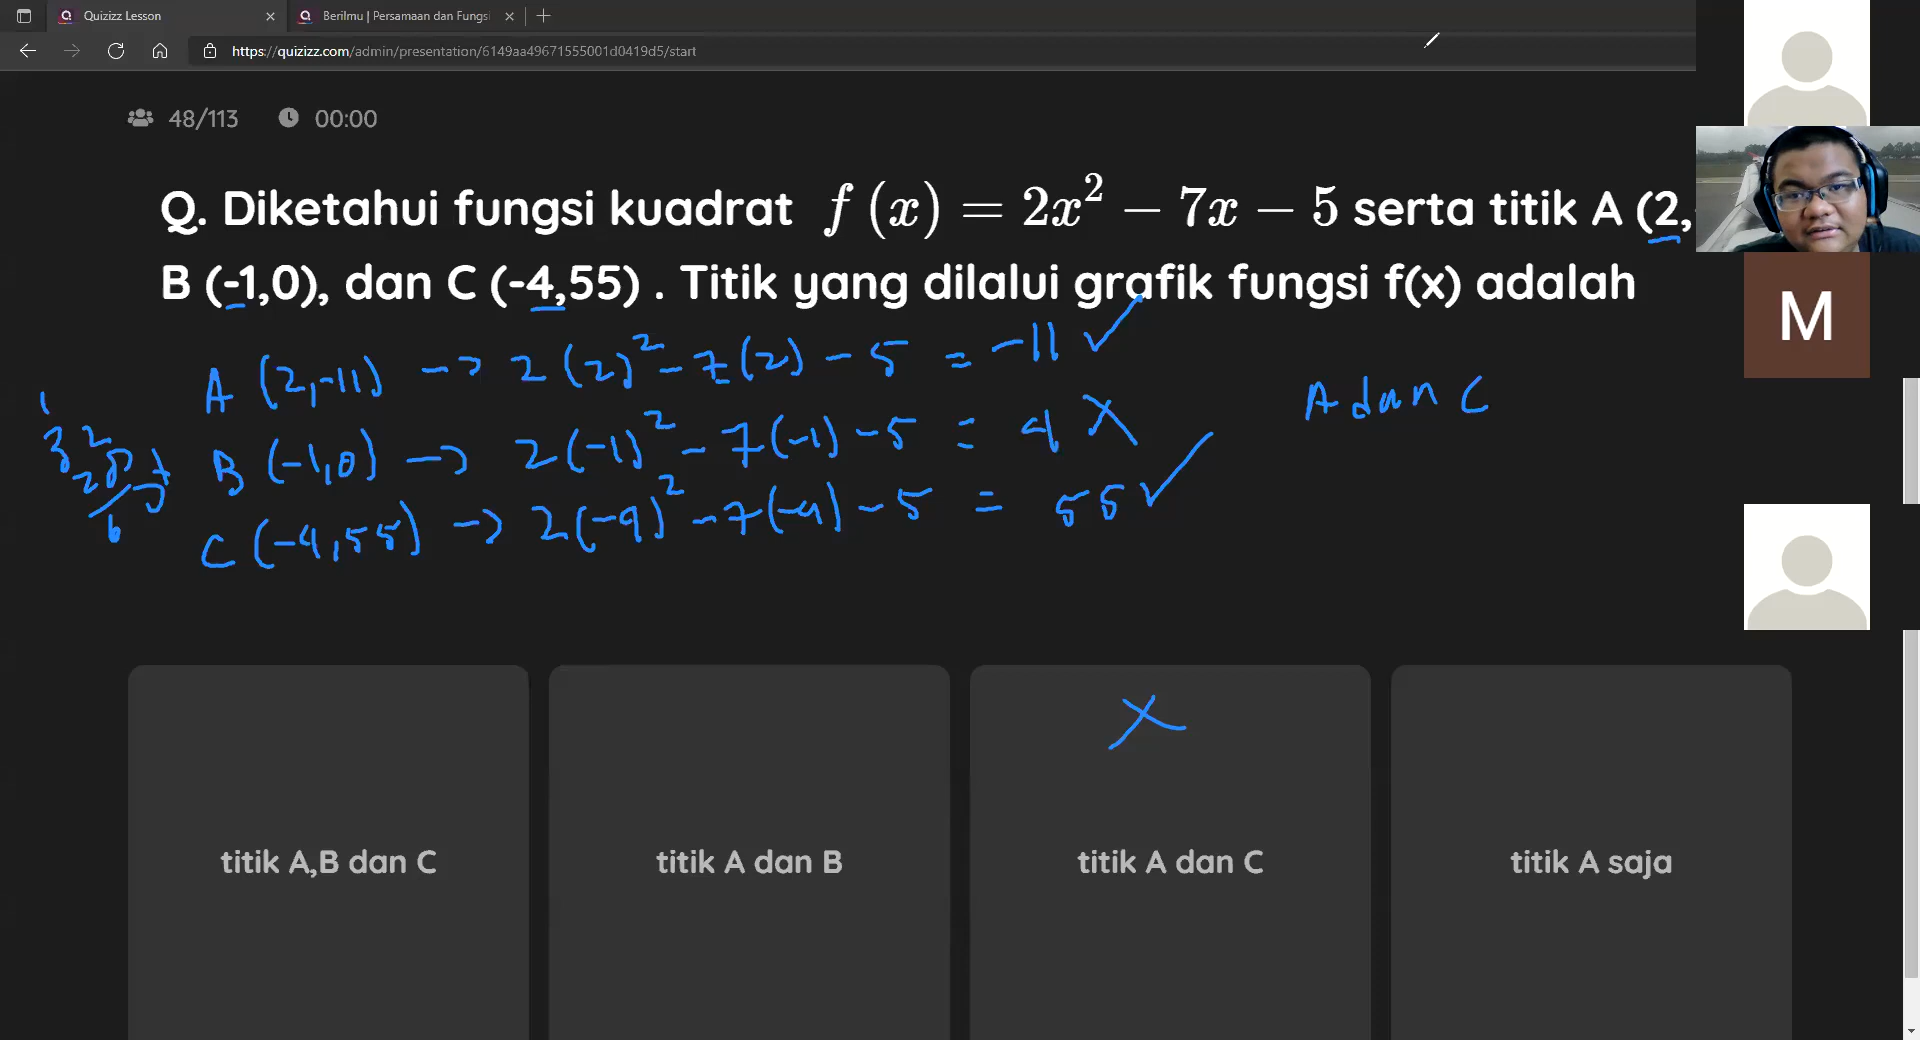 Quizizz Lesson
Berilmu | Persamaan dan Fungsi
https://quizizz.com/admin/presentation/6149aa49671555001d0419d5/start
48/113 00:00
Q. Diketahui fungsi kuadrat f (x) = 2x² − 7x − 5 serta titik A (2,
B (-1,0), dan C (-4,55) . Titik yang dilalui grafik fungsi f(x) adalah
M
A (2,-11) → 2(2)² - 7(2) - 5 = -11 ✓
A dan C
B (-1,0) → 2(-1)² - 7(-1) - 5 = 4 X
C (-4,55) → 2(-4)² - 7(-4) - 5 = 55 ✓
X
titik A,B dan C
titik A dan B
titik A dan C
titik A saja